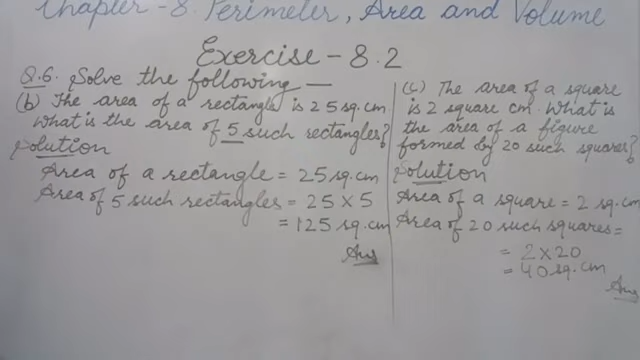 Chapter - 8. Perimeter, Area and Volume
Exercise - 8.2
Q.6. Solve the following —
(b) The area of a rectangle is 25 sq.cm
What is the area of 5 such rectangles?
Solution
Area of a rectangle = 25 sq.cm
Area of 5 such rectangles = 25 × 5
= 125 sq.cm
Ans
(c) The area of a square
is 2 square cm. What is
the area of a figure
formed by 20 such squares?
Solution
Area of a square = 2 sq.cm
Area of 20 such squares =
= 2 × 20
= 40 sq.cm
Ans